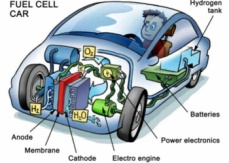 FUEL CELL
CAR
Hydrogen
tank
O₂
H₂
H₂O
Batteries
Anode
Power electronics
Membrane
Cathode
Electro engine